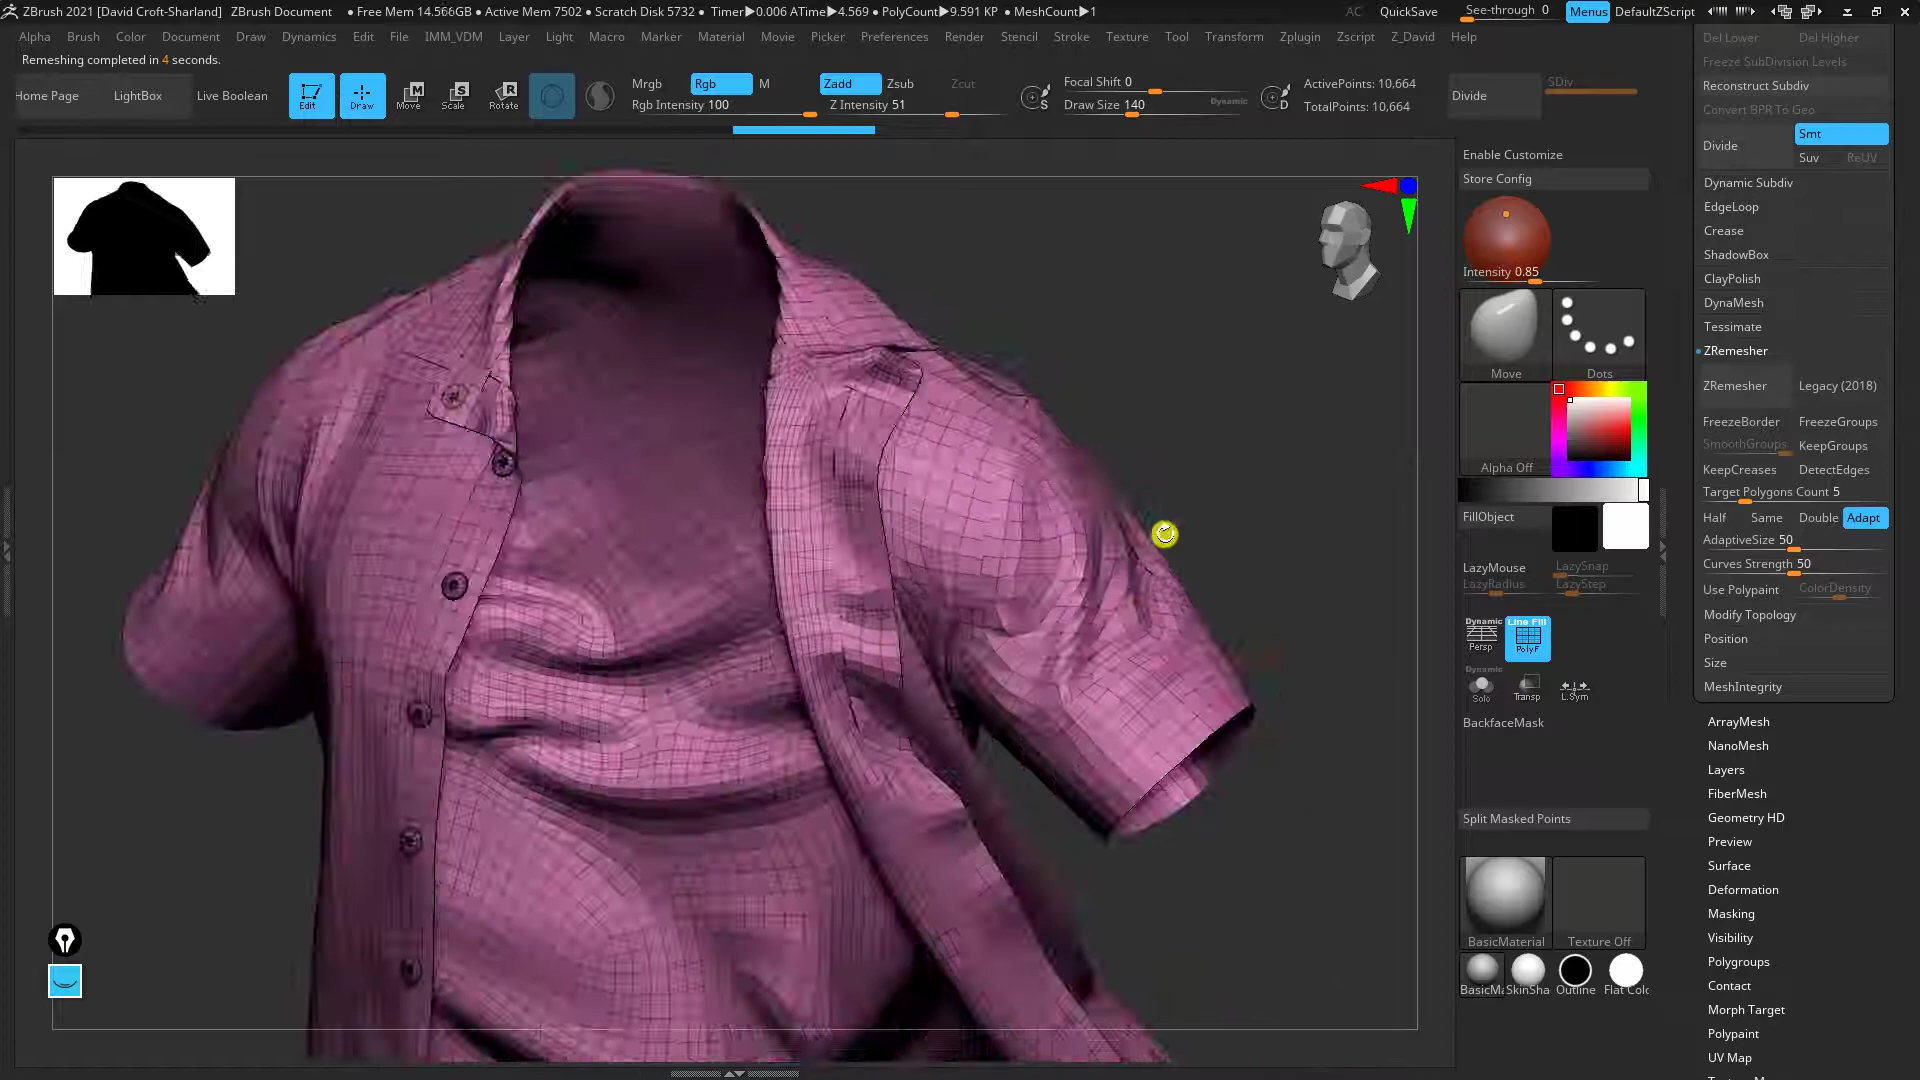 ZBrush 2021 [David Croft-Sharland] ZBrush Document • Free Mem 14.566GB • Active Mem 7502 • Scratch Disk 5732 • Timer▶0.006 ATime▶4.569 • PolyCount▶9.591 KP • MeshCount▶1 AC QuickSave See-through 0 Menus DefaultZScript
Alpha Brush Color Document Draw Dynamics Edit File IMM_VDM Layer Light Macro Marker Material Movie Picker Preferences Render Stencil Stroke Texture Tool Transform Zplugin Zscript Z_David Help
Remeshing completed in 4 seconds.
Home Page LightBox Live Boolean Edit Draw Move Scale Rotate
Mrgb Rgb M Zadd Zsub Zcut Focal Shift 0 ActivePoints: 10,664
Rgb Intensity 100 Z Intensity 51 Draw Size 140 Dynamic TotalPoints: 10,664
S D Divide SDiv
Enable Customize
Store Config
Intensity 0.85
Move Dots
Alpha Off
FillObject
LazyMouse LazySnap
LazyRadius LazyStep
Dynamic Persp Line Fill PolyF
Dynamic Solo Transp L.Sym
BackfaceMask
Split Masked Points
BasicMaterial Texture Off
BasicMa SkinSha Outline Flat Colo
Del Lower Del Higher
Freeze SubDivision Levels
Reconstruct Subdiv
Convert BPR To Geo
Divide Smt
Suv ReUV
Dynamic Subdiv
EdgeLoop
Crease
ShadowBox
ClayPolish
DynaMesh
Tessimate
ZRemesher
ZRemesher Legacy (2018)
FreezeBorder FreezeGroups
SmoothGroups KeepGroups
KeepCreases DetectEdges
Target Polygons Count 5
Half Same Double Adapt
AdaptiveSize 50
Curves Strength 50
Use Polypaint ColorDensity
Modify Topology
Position
Size
MeshIntegrity
ArrayMesh
NanoMesh
Layers
FiberMesh
Geometry HD
Preview
Surface
Deformation
Masking
Visibility
Polygroups
Contact
Morph Target
Polypaint
UV Map